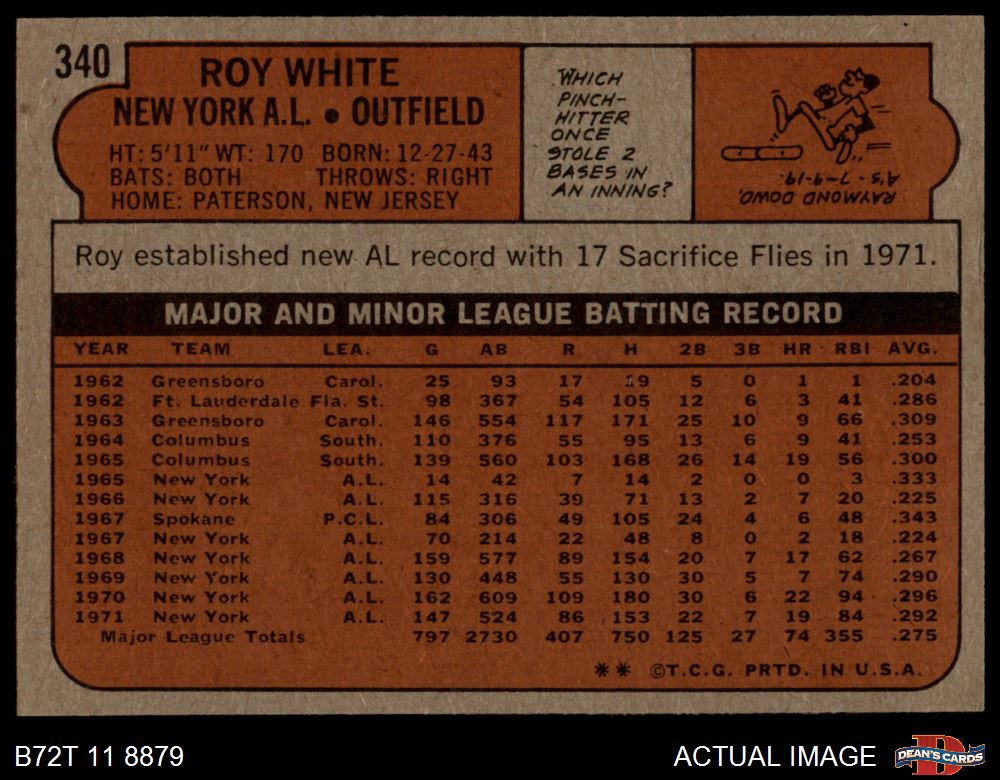 340
ROY WHITE
NEW YORK A.L. • OUTFIELD
HT: 5'11" WT: 170 BORN: 12-27-43
BATS: BOTH THROWS: RIGHT
HOME: PATERSON, NEW JERSEY
WHICH
PINCH-
HITTER
ONCE
STOLE 2
BASES IN
AN INNING?
RAYMOND DOWD,
A'S - 7-9-19.
Roy established new AL record with 17 Sacrifice Flies in 1971.
MAJOR AND MINOR LEAGUE BATTING RECORD
YEAR TEAM LEA. G AB R H 2B 3B HR RBI AVG.
1962 Greensboro Carol. 25 93 17 19 5 0 1 1 .204
1962 Ft. Lauderdale Fla. St. 98 367 54 105 12 6 3 41 .286
1963 Greensboro Carol. 146 554 117 171 25 10 9 66 .309
1964 Columbus South. 110 376 55 95 13 6 9 41 .253
1965 Columbus South. 139 560 103 168 26 14 19 56 .300
1965 New York A.L. 14 42 7 14 2 0 0 3 .333
1966 New York A.L. 115 316 39 71 13 2 7 20 .225
1967 Spokane P.C.L. 84 306 49 105 24 4 6 48 .343
1967 New York A.L. 70 214 22 48 8 0 2 18 .224
1968 New York A.L. 159 577 89 154 20 7 17 62 .267
1969 New York A.L. 130 448 55 130 30 5 7 74 .290
1970 New York A.L. 162 609 109 180 30 6 22 94 .296
1971 New York A.L. 147 524 86 153 22 7 19 84 .292
Major League Totals 797 2730 407 750 125 27 74 355 .275
** ©T.C.G. PRTD. IN U.S.A.
B72T 11 8879
ACTUAL IMAGE
DEAN'S CARDS